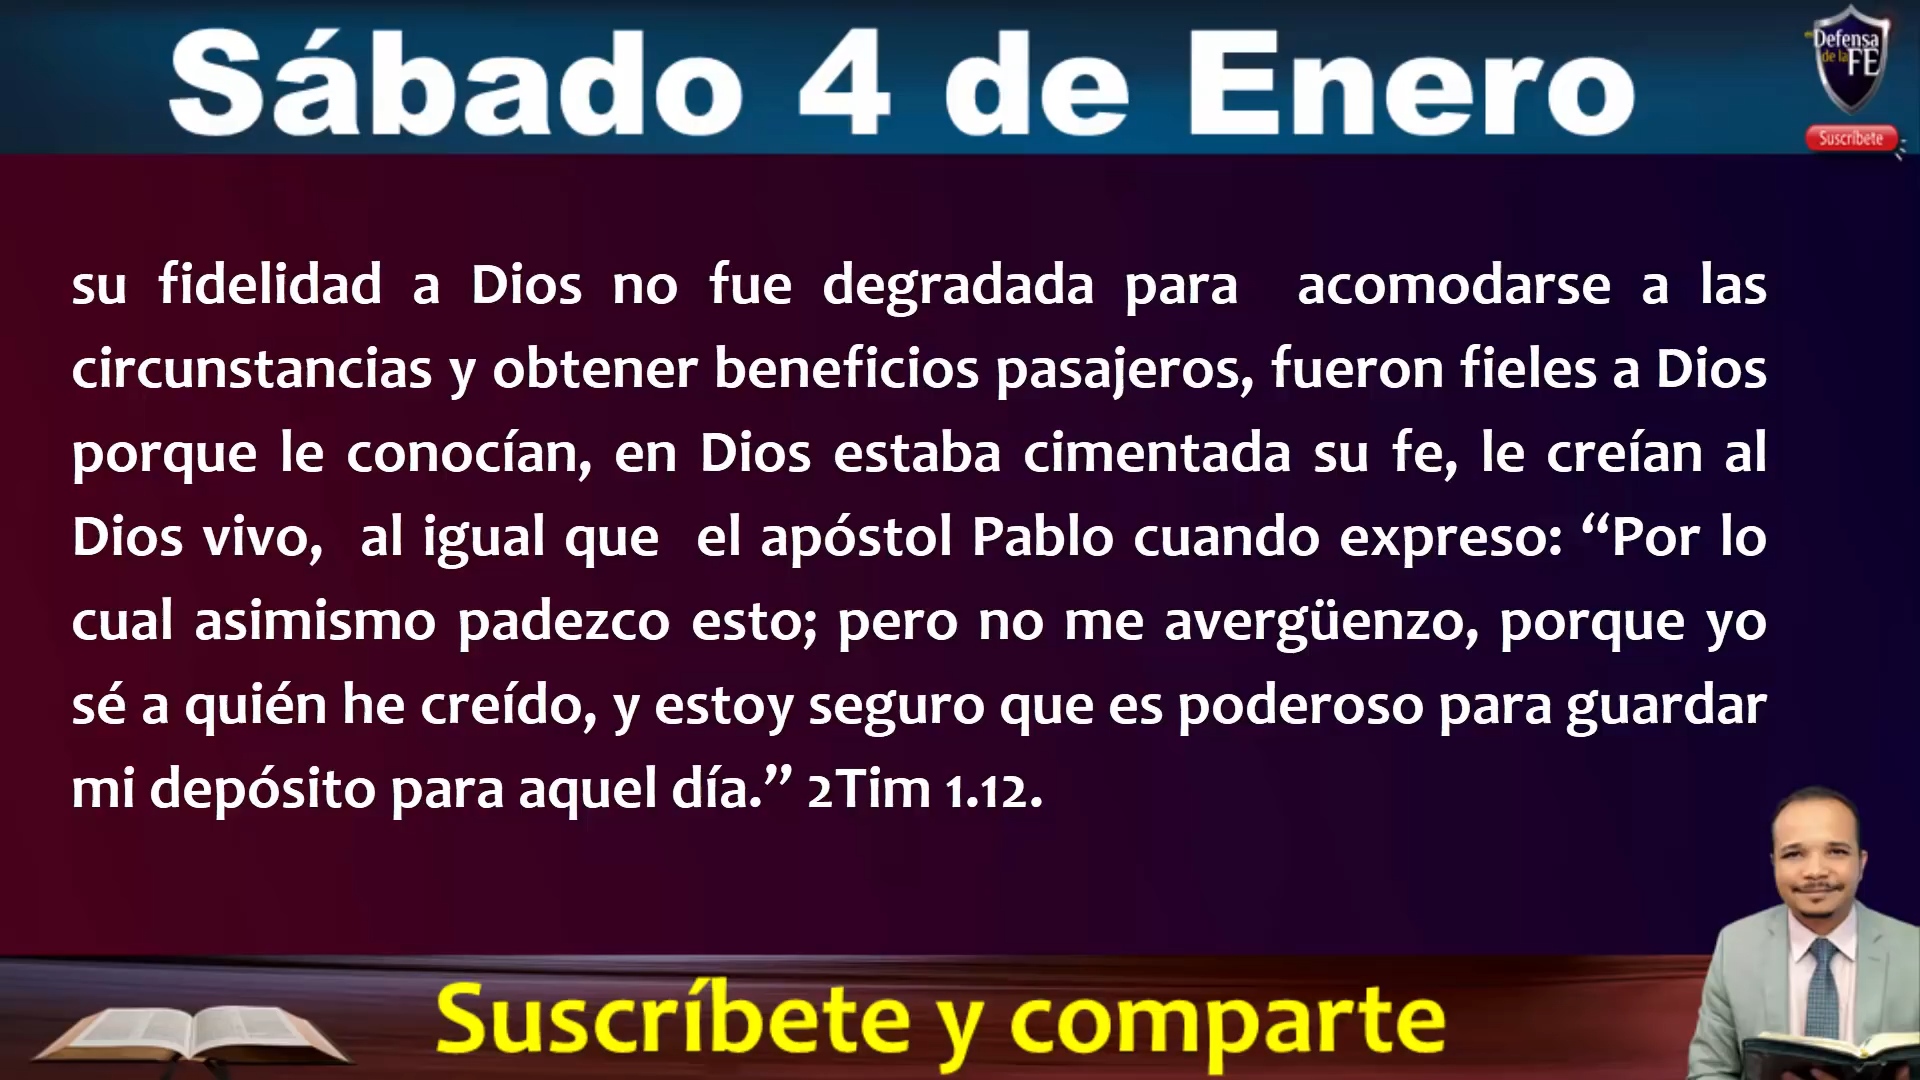 Sábado 4 de Enero
Defensa
de la FE
Suscríbete
su fidelidad a Dios no fue degradada para acomodarse a las
circunstancias y obtener beneficios pasajeros, fueron fieles a Dios
porque le conocían, en Dios estaba cimentada su fe, le creían al
Dios vivo, al igual que el apóstol Pablo cuando expreso: “Por lo
cual asimismo padezco esto; pero no me avergüenzo, porque yo
sé a quién he creído, y estoy seguro que es poderoso para guardar
mi depósito para aquel día.” 2Tim 1.12.
Suscríbete y comparte